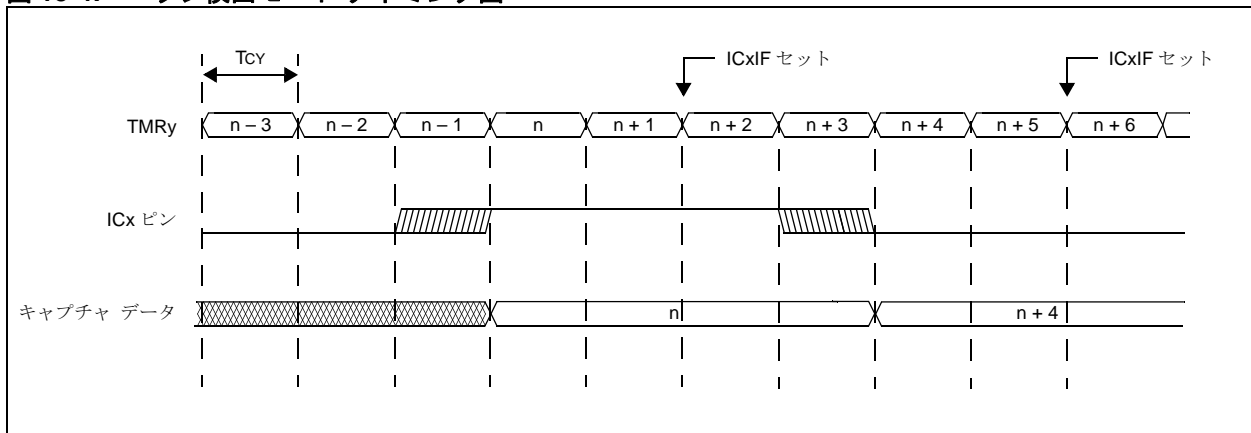 TCY
ICxIF セット
ICxIF セット
TMRy
n – 3
n – 2
n – 1
n
n + 1
n + 2
n + 3
n + 4
n + 5
n + 6
ICx ピン
キャプチャ データ
n
n + 4